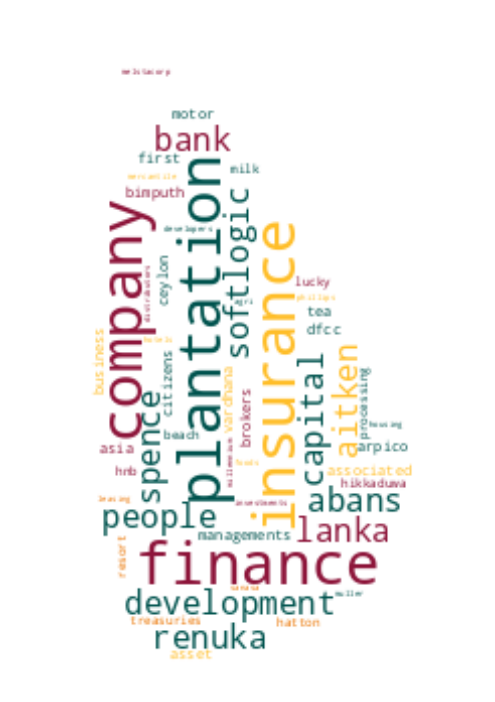 melstacorp
motor
bank
first
milk
mercantile
bimputh
plantation
company
softlogic
insurance
developers
ceylon
distributors
agri
lucky
phillips
tea
dfcc
business
hotels
citizens
spence
vardhana
brokers
capital
aitken
processing
housing
beach
asia
arpico
hnb
millennium
foods
associated
hikkaduwa
leasing
investments
abans
people
lanka
managements
resort
finance
development
muller
treasuries
hatton
renuka
asset